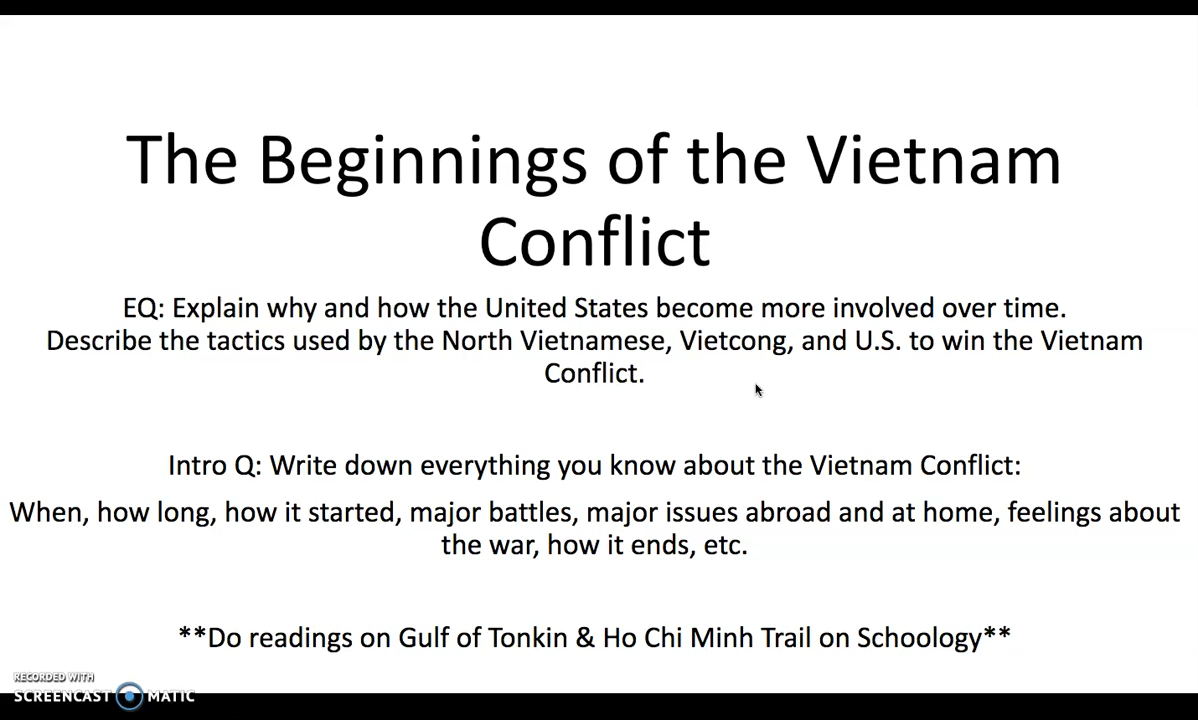 The Beginnings of the Vietnam
Conflict
EQ: Explain why and how the United States become more involved over time.
Describe the tactics used by the North Vietnamese, Vietcong, and U.S. to win the Vietnam
Conflict.
Intro Q: Write down everything you know about the Vietnam Conflict:
When, how long, how it started, major battles, major issues abroad and at home, feelings about
the war, how it ends, etc.
**Do readings on Gulf of Tonkin & Ho Chi Minh Trail on Schoology**
RECORDED WITH
SCREENCAST MATIC